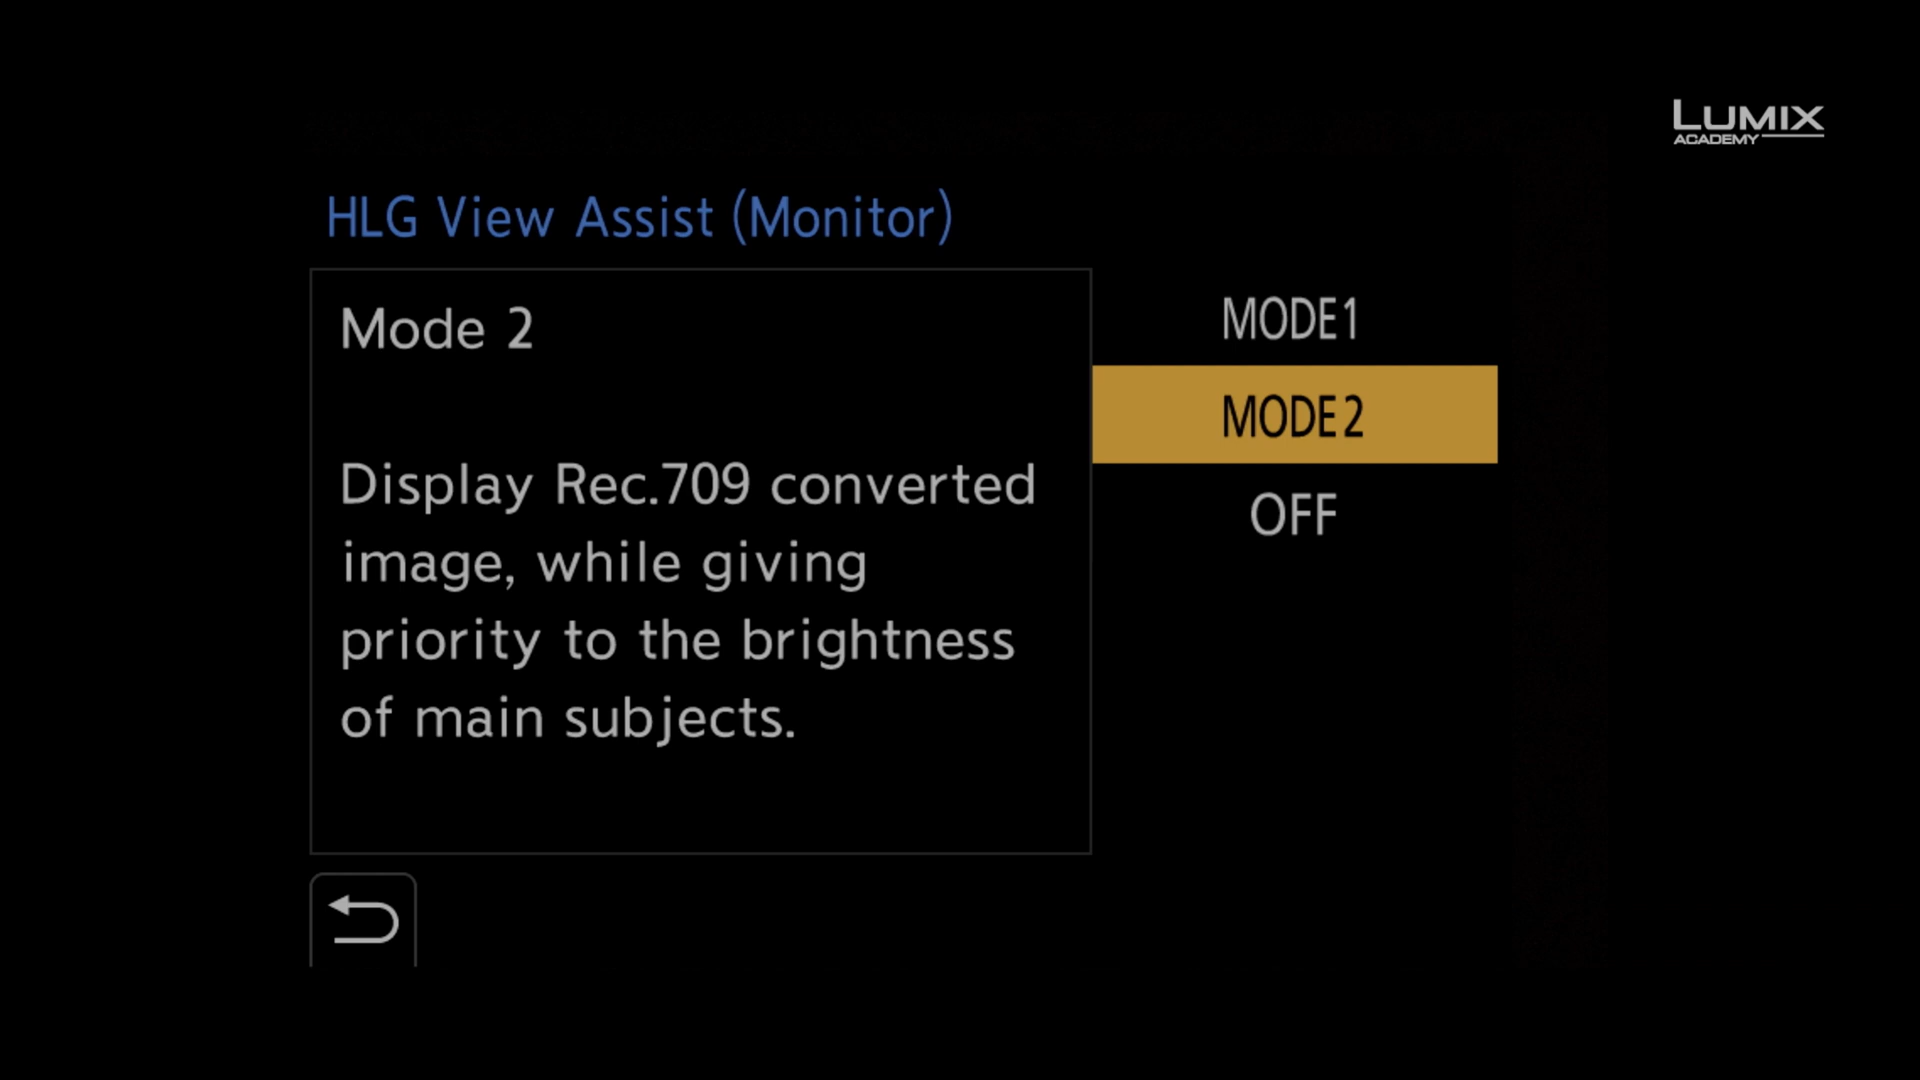 LUMIX
ACADEMY
HLG View Assist (Monitor)
Mode 2
Display Rec.709 converted
image, while giving
priority to the brightness
of main subjects.
MODE1
MODE2
OFF